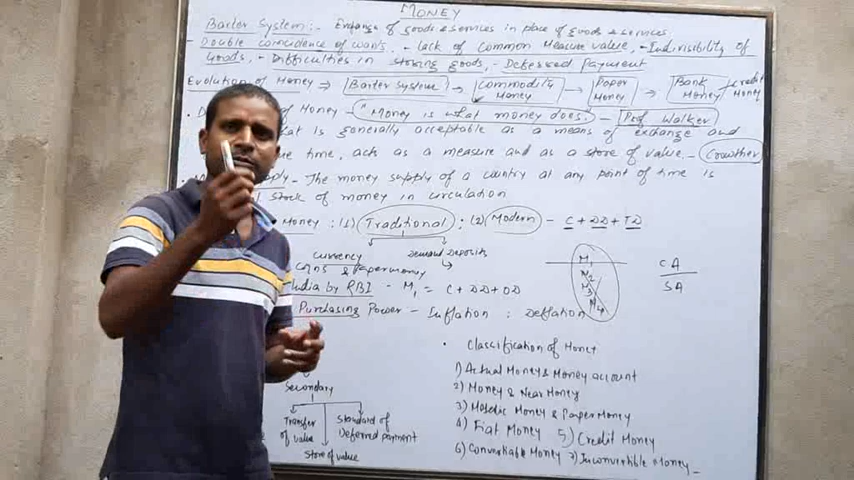 MONEY
Barter System:- Exchange of goods & services in place of goods & services.
- Double coincidence of wants. - Lack of Common Measure value, - Indivisibility of
Goods, - Difficulties in storing goods, - Deferred Payment
Evolution of Money ⇒ Barter System → Commodity Money → Paper Money → Bank Money → Credit Money
of Money - "Money is what money does. - Prof Walker
is generally acceptable as a means of exchange and
time, acts as a measure and as a store of value - Crowther
- The money supply of a country at any point of time is
stock of money in circulation
Money : (1) Traditional : (2) Modern - C + DD + TD
Currency Demand Deposits
Coins & Paper money
M1
M2
M3
M4
CA
SA
India by RBI - M1 = C + DD + OD
Purchasing Power - Inflation : Deflation
Secondary
Transfer of value
Store of value
Standard of Deferred payment
• Classification of Money
1) Actual Money & Money account
2) Money & Near Money
3) Metallic Money & Paper Money
4) Fiat Money 5) Credit Money
6) Convertable Money 7) Inconvertible Money